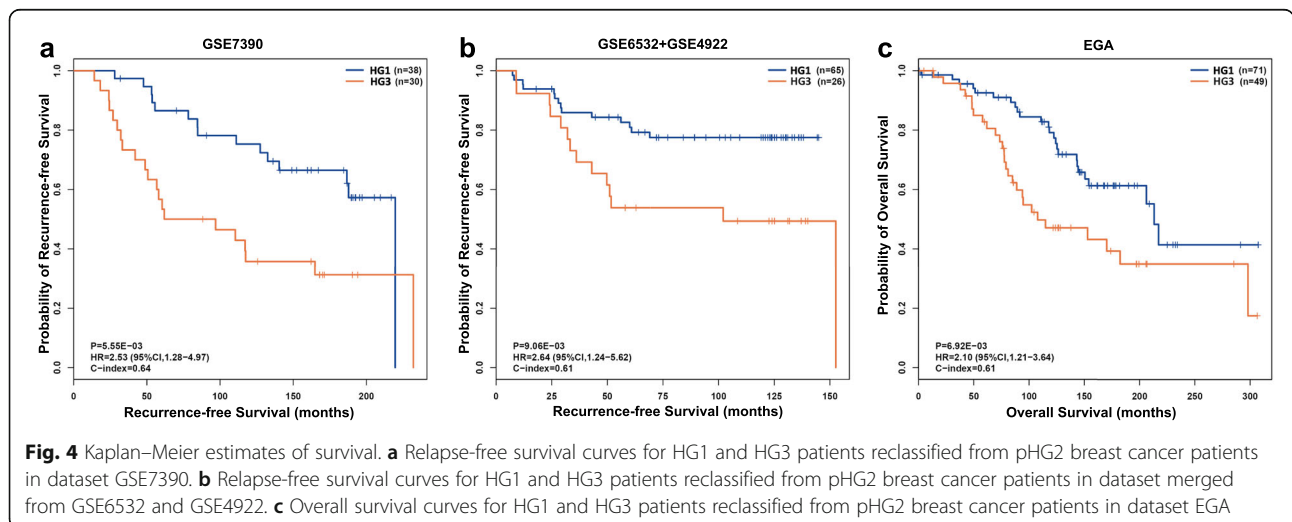 a
GSE7390
HG1 (n=38)
HG3 (n=30)
Probability of Recurrence-free Survival
1.0
0.8
0.6
0.4
0.2
0.0
P=5.55E−03
HR=2.53 (95%CI,1.28−4.97)
C−index=0.64
0 50 100 150 200
Recurrence-free Survival (months)
b
GSE6532+GSE4922
HG1 (n=65)
HG3 (n=26)
Probability of Recurrence-free Survival
1.0
0.8
0.6
0.4
0.2
0.0
P=9.06E−03
HR=2.64 (95%CI,1.24−5.62)
C−index=0.61
0 25 50 75 100 125 150
Recurrence-free Survival (months)
c
EGA
HG1 (n=71)
HG3 (n=49)
Probability of Overall Survival
1.0
0.8
0.6
0.4
0.2
0.0
P=6.92E−03
HR=2.10 (95%CI,1.21−3.64)
C−index=0.61
0 50 100 150 200 250 300
Overall Survival (months)
Fig. 4 Kaplan–Meier estimates of survival. a Relapse-free survival curves for HG1 and HG3 patients reclassified from pHG2 breast cancer patients
in dataset GSE7390. b Relapse-free survival curves for HG1 and HG3 patients reclassified from pHG2 breast cancer patients in dataset merged
from GSE6532 and GSE4922. c Overall survival curves for HG1 and HG3 patients reclassified from pHG2 breast cancer patients in dataset EGA